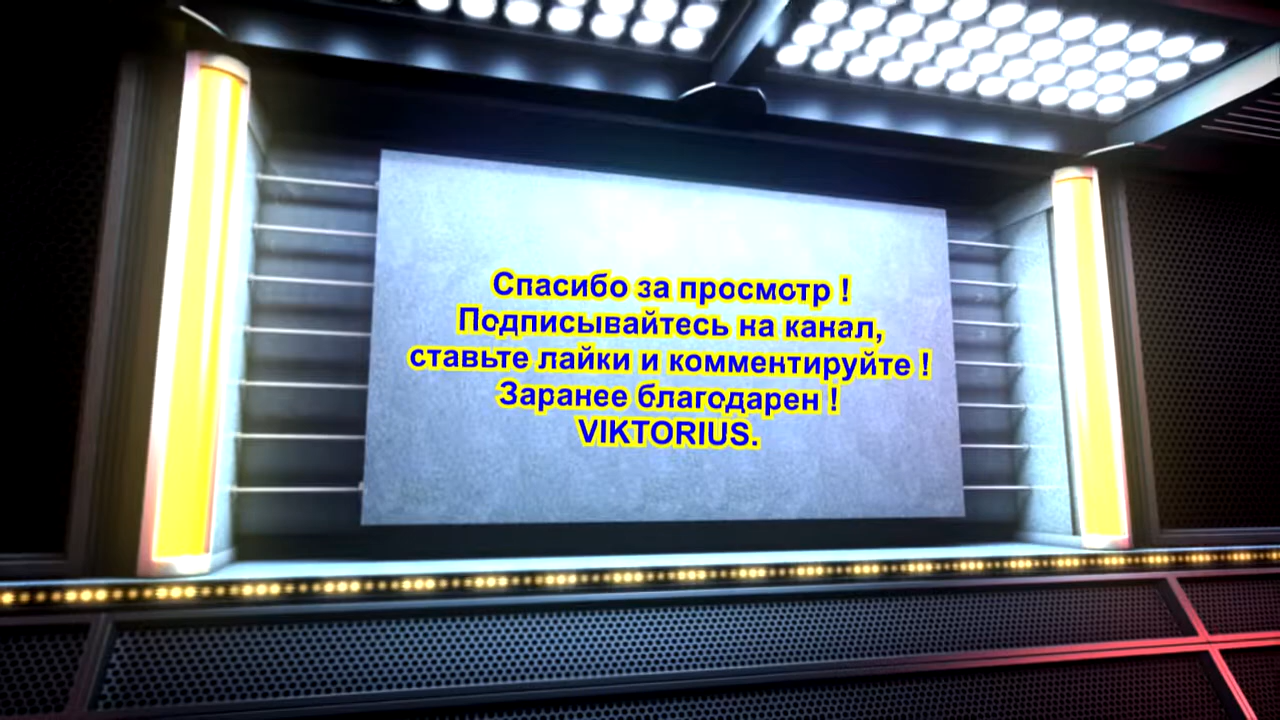 Спасибо за просмотр !
Подписывайтесь на канал,
ставьте лайки и комментируйте !
Заранее благодарен !
VIKTORIUS.